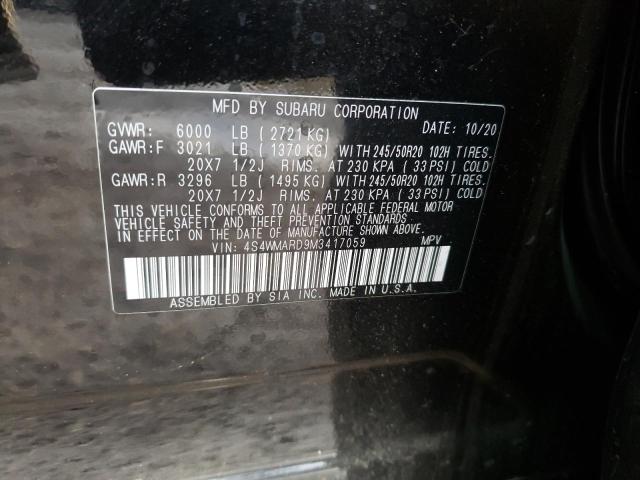 MFD BY SUBARU CORPORATION
GVWR: 6000 LB (2721 KG) DATE: 10/20
GAWR:F 3021 LB (1370 KG) WITH 245/50R20 102H TIRES.
20X7 1/2J RIMS. AT 230 KPA (33 PSI) COLD
GAWR:R 3296 LB (1495 KG) WITH 245/50R20 102H TIRES.
20X7 1/2J RIMS. AT 230 KPA (33 PSI) COLD
THIS VEHICLE CONFORMS TO ALL APPLICABLE FEDERAL MOTOR
VEHICLE SAFETY AND THEFT PREVENTION STANDARDS
IN EFFECT ON THE DATE OF MANUFACTURE SHOWN ABOVE.
VIN: 4S4WMARD9M3417059 MPV
ASSEMBLED BY SIA INC. MADE IN U.S.A.